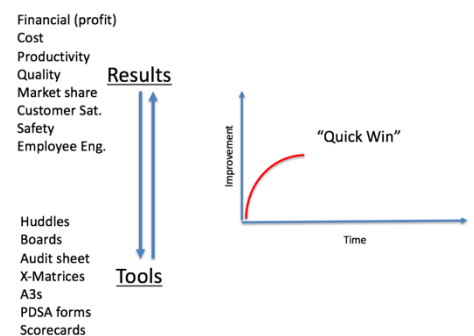 Financial (profit)
Cost
Productivity
Quality
Market share
Customer Sat.
Safety
Employee Eng.
Results
Huddles
Boards
Audit sheet
X-Matrices
A3s
PDSA forms
Scorecards
Tools
Improvement
"Quick Win"
Time